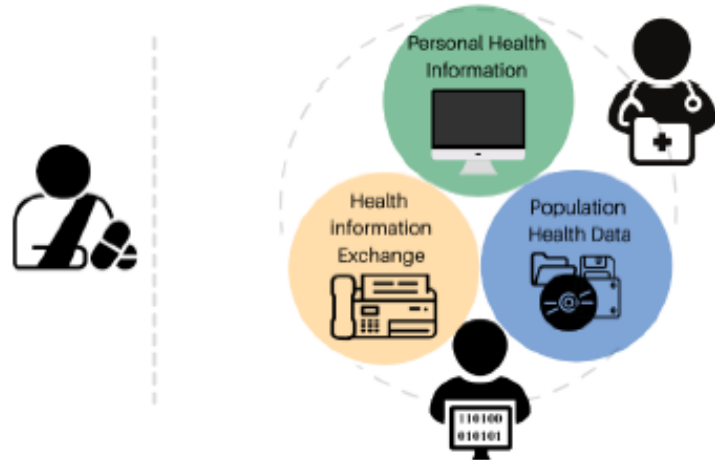 Personal Health
Information
Health
information
Exchange
Population
Health Data
110100
010101